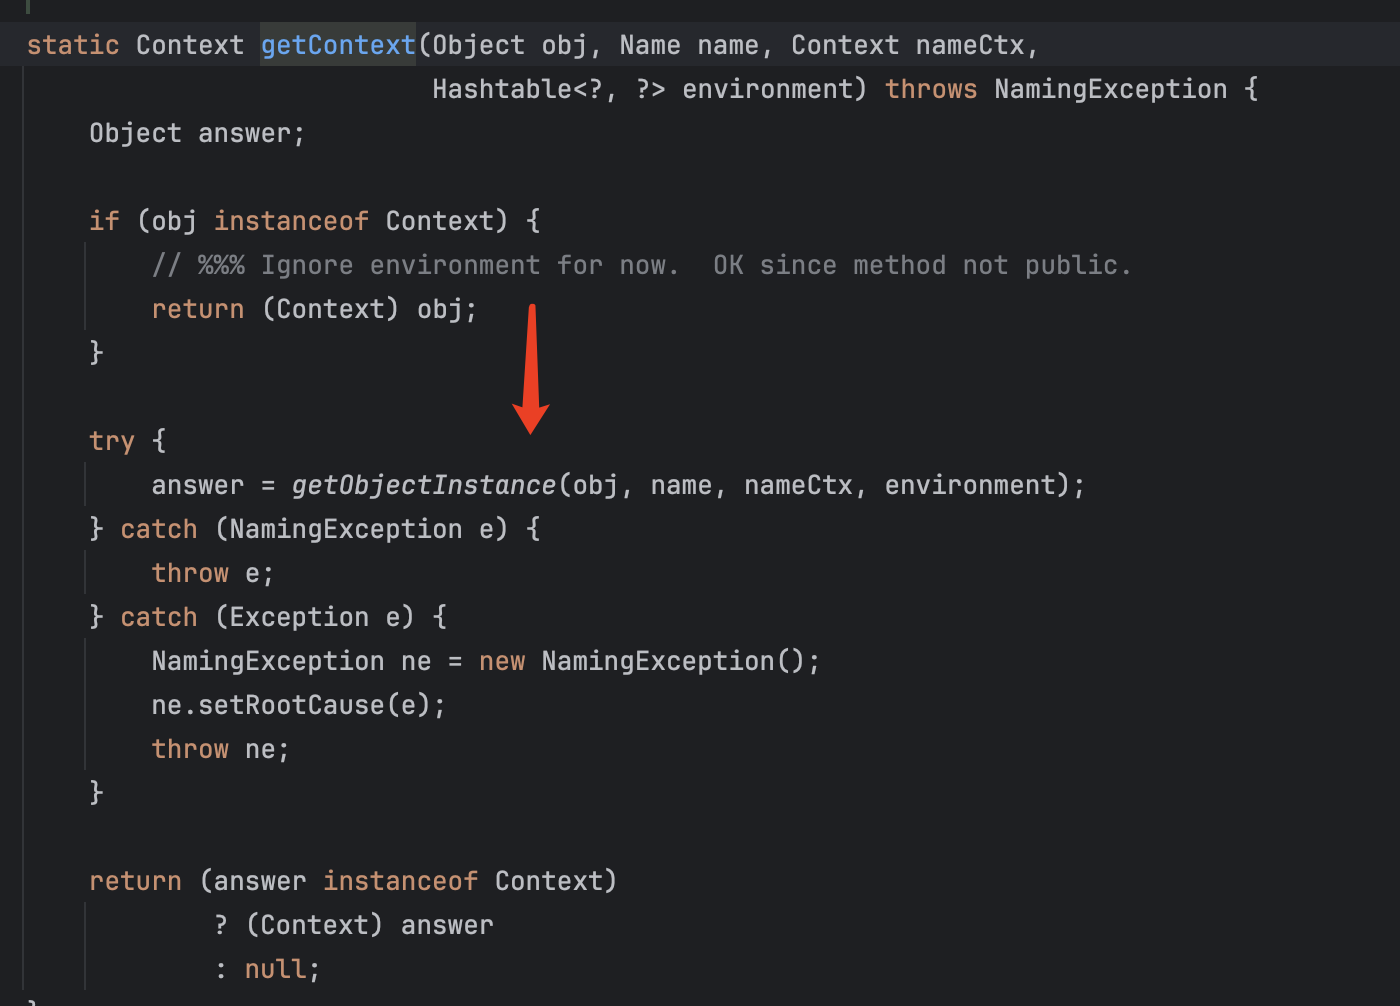 static Context getContext(Object obj, Name name, Context nameCtx,
                          Hashtable<?, ?> environment) throws NamingException {
    Object answer;

    if (obj instanceof Context) {
        // %%% Ignore environment for now.  OK since method not public.
        return (Context) obj;
    }

    try {
        answer = getObjectInstance(obj, name, nameCtx, environment);
    } catch (NamingException e) {
        throw e;
    } catch (Exception e) {
        NamingException ne = new NamingException();
        ne.setRootCause(e);
        throw ne;
    }

    return (answer instanceof Context)
            ? (Context) answer
            : null;
}